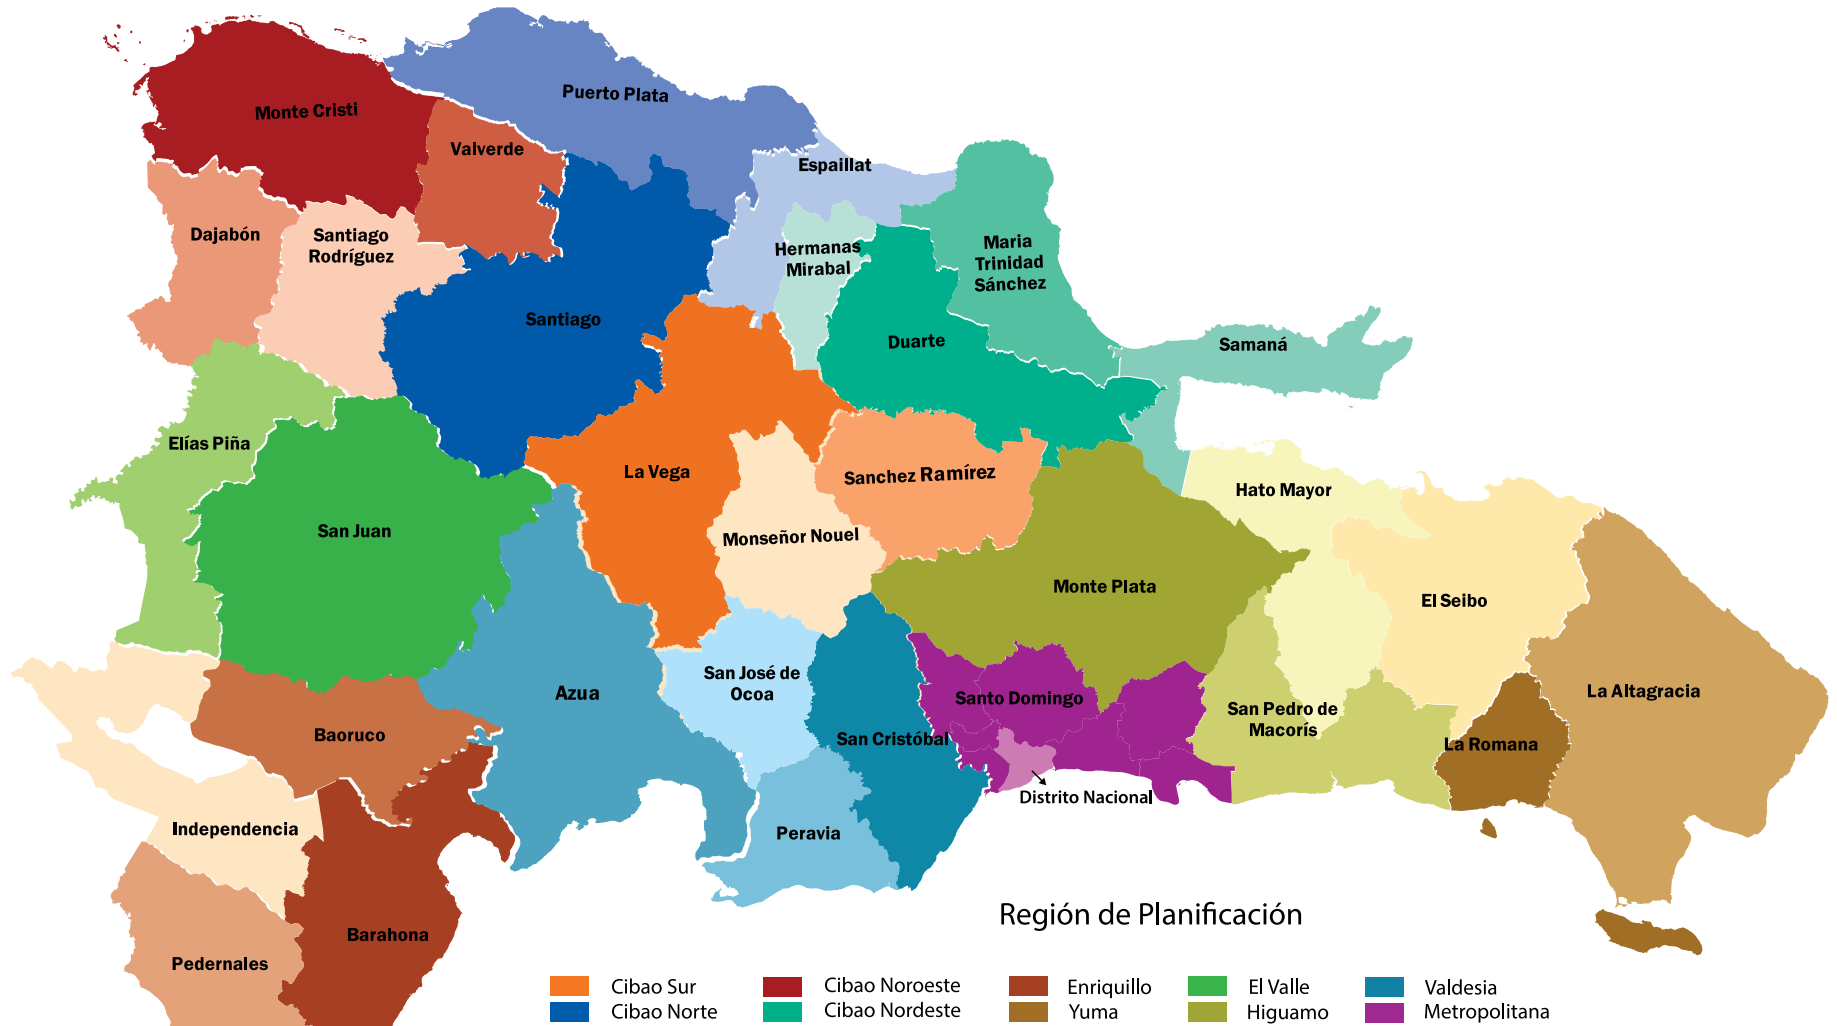 Puerto Plata
Monte Cristi
Valverde
Espaillat
Dajabón
Santiago
Rodríguez
Hermanas
Mirabal
Maria
Trinidad
Sánchez
Santiago
Duarte
Samaná
Elías Piña
La Vega
Sanchez Ramírez
Hato Mayor
San Juan
Monseñor Nouel
Monte Plata
El Seibo
San José de
Ocoa
Azua
Santo Domingo
La Altagracia
San Pedro de
Macorís
Baoruco
San Cristóbal
La Romana
Distrito Nacional
Independencia
Peravia
Barahona
Pedernales
Región de Planificación
Cibao Sur
Cibao Norte
Cibao Noroeste
Cibao Nordeste
Enriquillo
Yuma
El Valle
Higuamo
Valdesia
Metropolitana